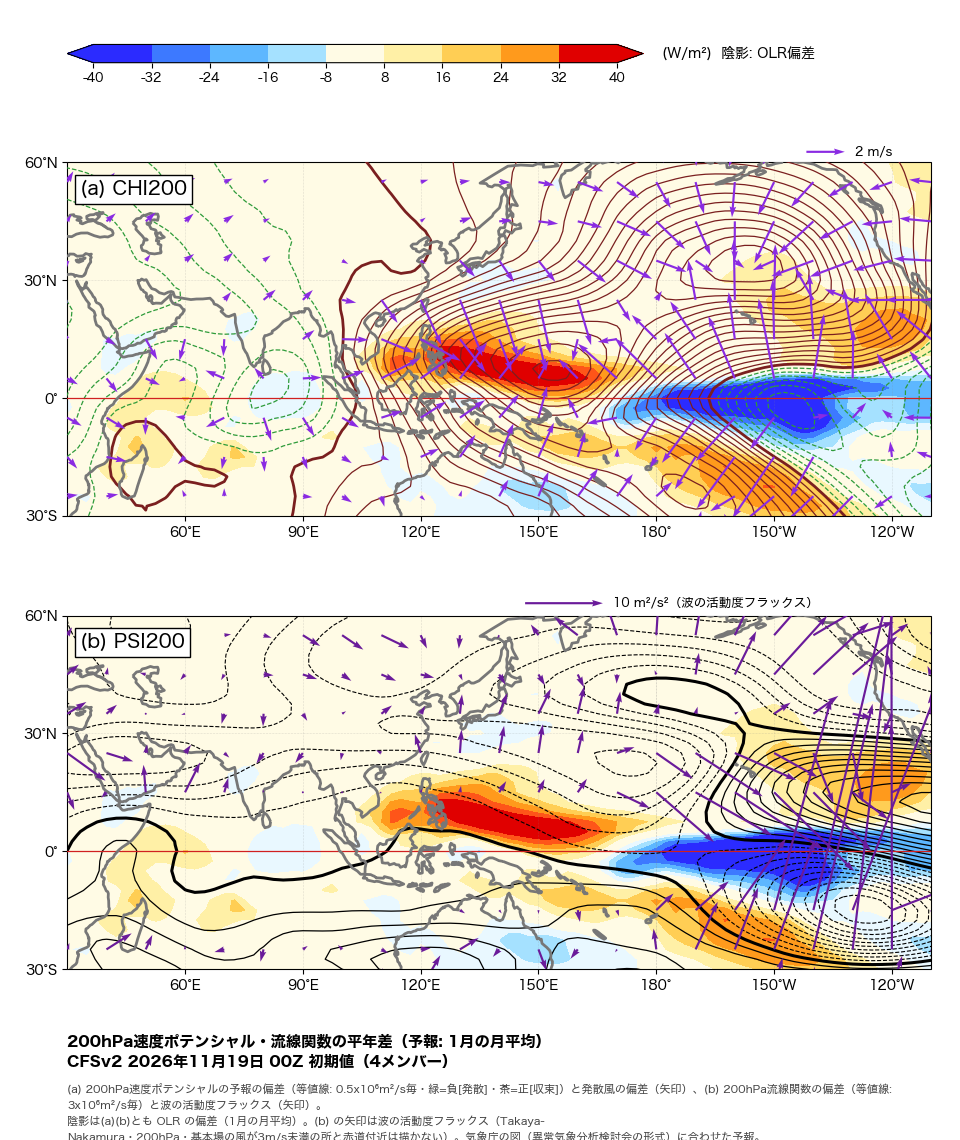 -40 -32 -24 -16 -8 8 16 24 32 40
(W/m²) 陰影: OLR偏差
2 m/s
(a) CHI200
60°N
30°N
0°
30°S
60°E 90°E 120°E 150°E 180° 150°W 120°W
10 m²/s²（波の活動度フラックス）
(b) PSI200
60°N
30°N
0°
30°S
60°E 90°E 120°E 150°E 180° 150°W 120°W
200hPa速度ポテンシャル・流線関数の平年差（予報: 1月の月平均）
CFSv2 2026年11月19日 00Z 初期値（4メンバー）
(a) 200hPa速度ポテンシャルの予報の偏差（等値線: 0.5x10⁶m²/s毎・緑=負[発散]・茶=正[収束]）と発散風の偏差（矢印）、(b) 200hPa流線関数の偏差（等値線:
3x10⁶m²/s毎）と波の活動度フラックス（矢印）。
陰影は(a)(b)とも OLR の偏差（1月の月平均）。(b) の矢印は波の活動度フラックス（Takaya-
Nakamura・200hPa・基本場の風が3m/s未満の所と赤道付近は描かない）。気象庁の図（異常気象分析検討会の形式）に合わせた予報。